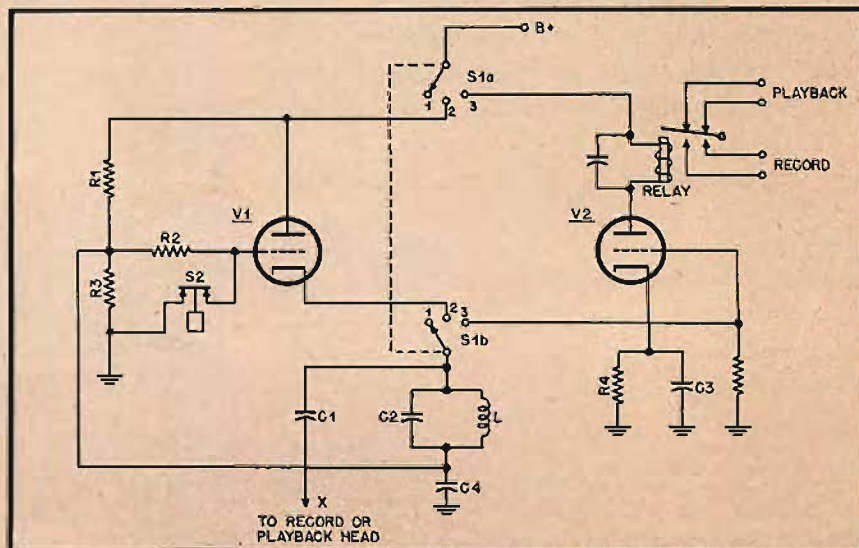 B+
S1a
1 2 3
PLAYBACK
RECORD
RELAY
R1
V1
V2
R2
R3
S2
1 2 3
S1b
R4
C3
C1
C2
L
C4
X
TO RECORD OR
PLAYBACK HEAD